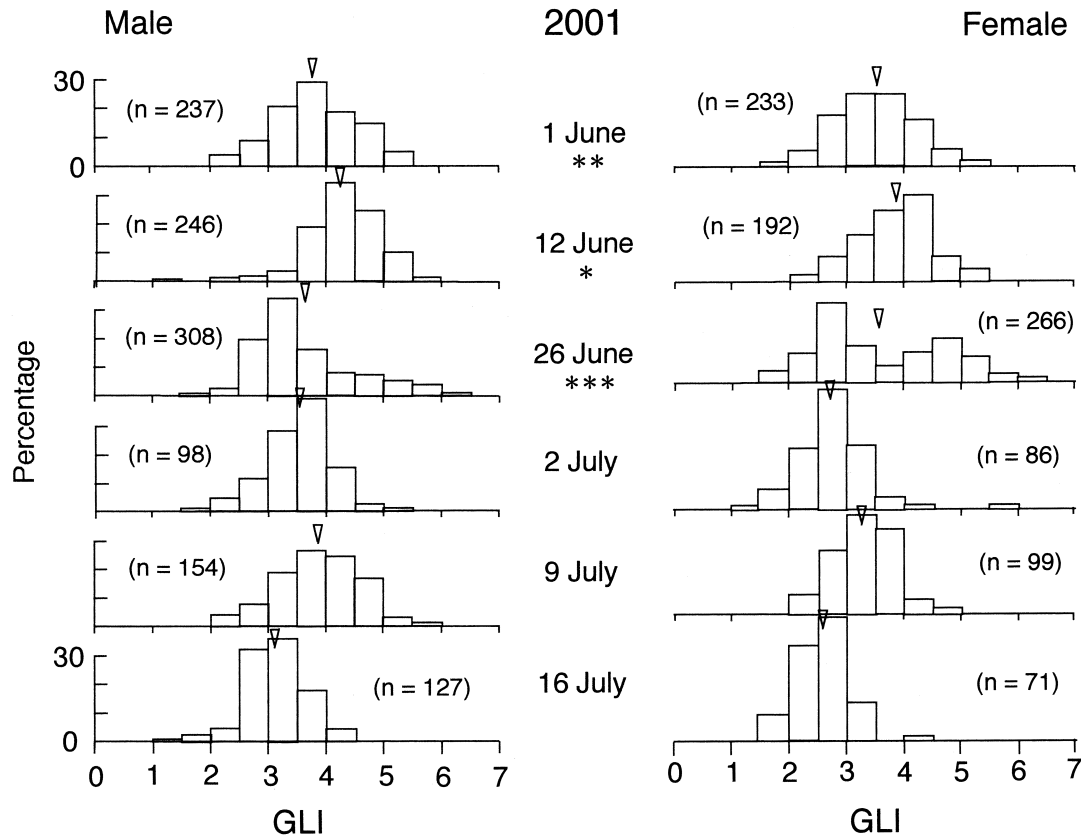 Male 2001 Female
30
(n = 237) (n = 233)
1 June
0 **
(n = 246) (n = 192)
12 June
*
(n = 308) (n = 266)
26 June
***
Percentage
(n = 98) 2 July (n = 86)
(n = 154) 9 July (n = 99)
30
(n = 127) 16 July (n = 71)
0
0 1 2 3 4 5 6 7 0 1 2 3 4 5 6 7
GLI GLI